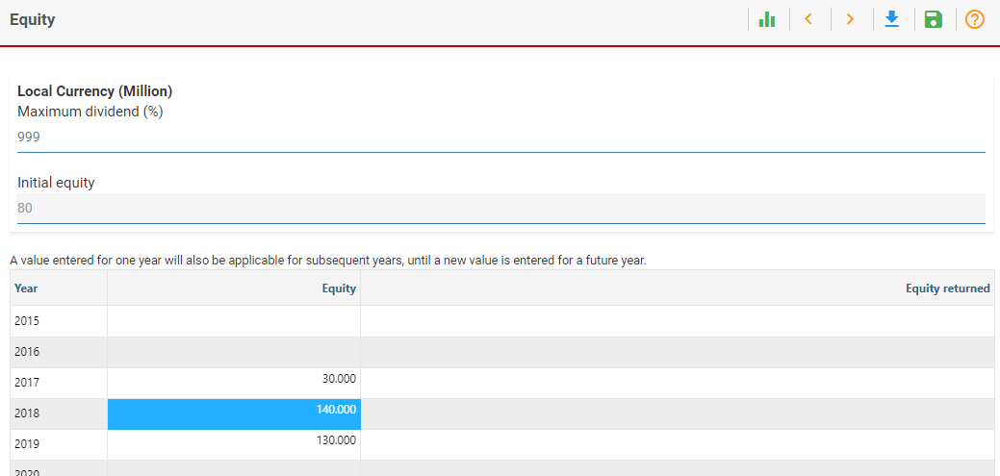 Equity
Local Currency (Million)
Maximum dividend (%)
999
Initial equity
80
A value entered for one year will also be applicable for subsequent years, until a new value is entered for a future year.
Year Equity Equity returned
2015
2016
2017 30.000
2018 140.000
2019 130.000
2020